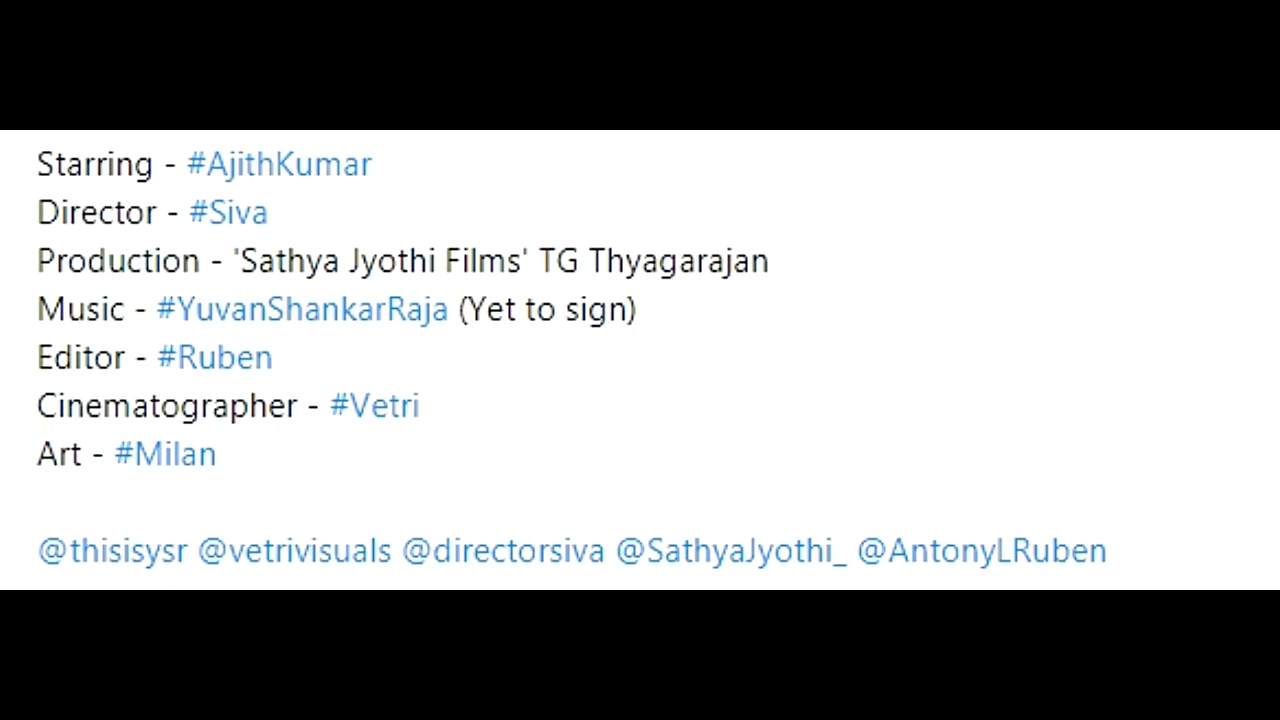 Starring - #AjithKumar
Director - #Siva
Production - 'Sathya Jyothi Films' TG Thyagarajan
Music - #YuvanShankarRaja (Yet to sign)
Editor - #Ruben
Cinematographer - #Vetri
Art - #Milan
@thisisysr @vetrivisuals @directorsiva @SathyaJyothi_ @AntonyLRuben